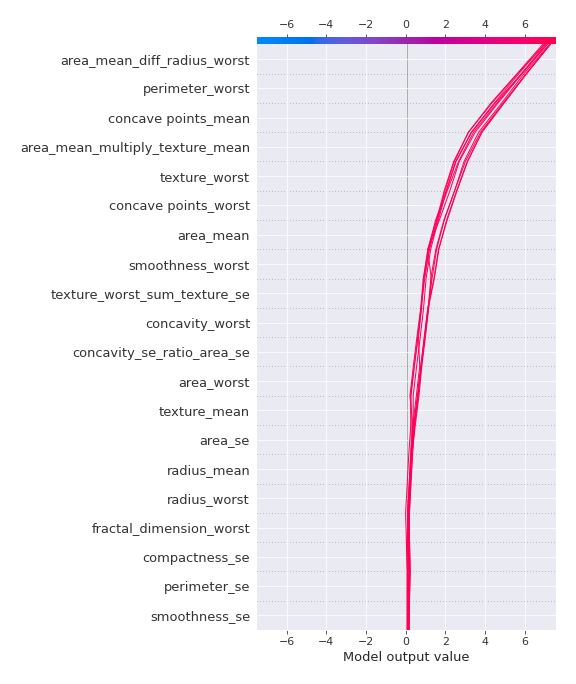 −6 −4 −2 0 2 4 6
area_mean_diff_radius_worst
perimeter_worst
concave points_mean
area_mean_multiply_texture_mean
texture_worst
concave points_worst
area_mean
smoothness_worst
texture_worst_sum_texture_se
concavity_worst
concavity_se_ratio_area_se
area_worst
texture_mean
area_se
radius_mean
radius_worst
fractal_dimension_worst
compactness_se
perimeter_se
smoothness_se
−6 −4 −2 0 2 4 6
Model output value